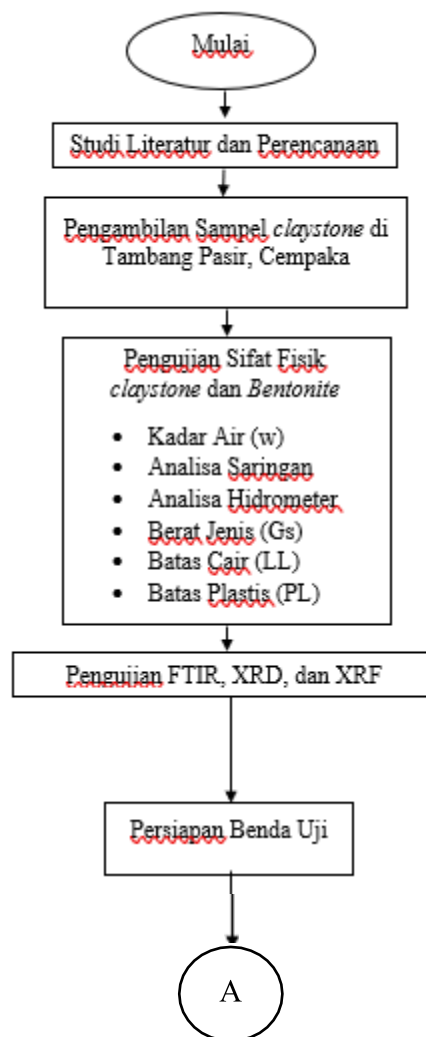 Mulai
Studi Literatur dan Perencanaan
Pengambilan Sampel claystone di
Tambang Pasir, Cempaka
Pengujian Sifat Fisik
claystone dan Bentonite
• Kadar Air (w)
• Analisa Saringan
• Analisa Hidrometer
• Berat Jenis (Gs)
• Batas Cair (LL)
• Batas Plastis (PL)
Pengujian FTIR, XRD, dan XRF
Persiapan Benda Uji
A